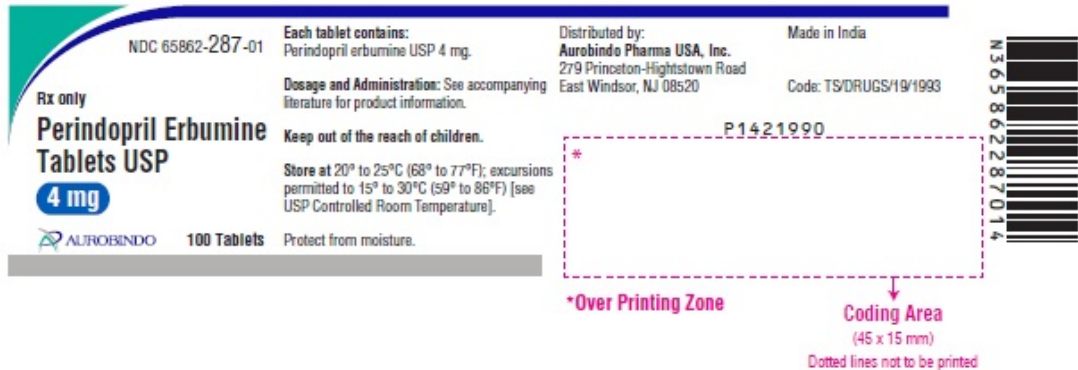 NDC 65862-287-01
Rx only
Perindopril Erbumine
Tablets USP
4 mg
AUROBINDO
100 Tablets
Each tablet contains:
Perindopril erbumine USP 4 mg.
Dosage and Administration: See accompanying
literature for product information.
Keep out of the reach of children.
Store at 20° to 25°C (68° to 77°F); excursions
permitted to 15° to 30°C (59° to 86°F) [see
USP Controlled Room Temperature].
Protect from moisture.
Distributed by:
Aurobindo Pharma USA, Inc.
279 Princeton-Hightstown Road
East Windsor, NJ 08520
Made in India
Code: TS/DRUGS/19/1993
P1421990
*
*Over Printing Zone
Coding Area
(45 x 15 mm)
Dotted lines not to be printed
N365862287014